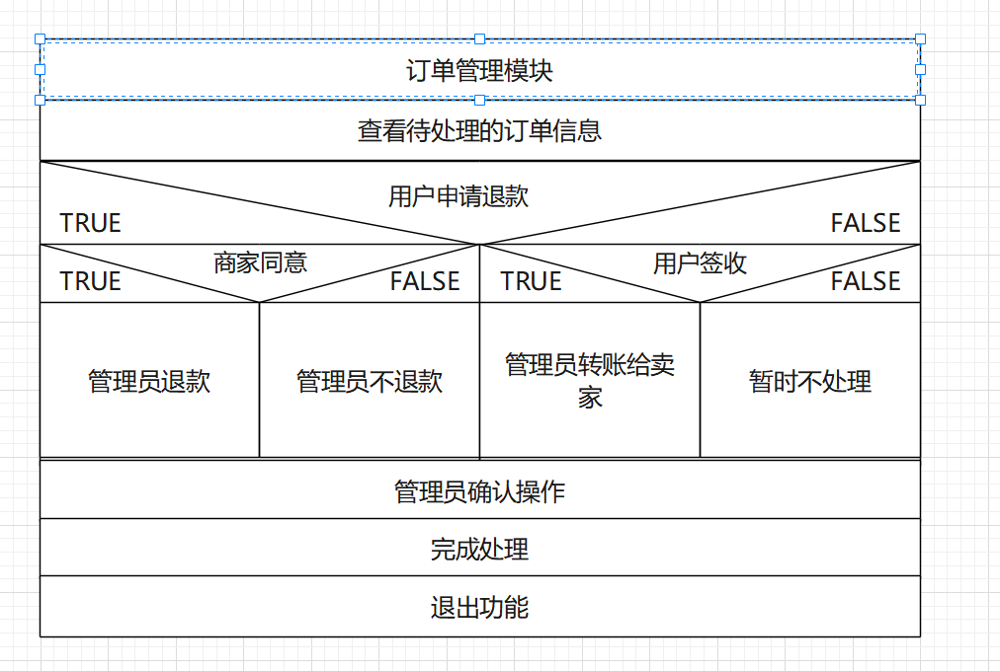 订单管理模块
查看待处理的订单信息
用户申请退款
TRUE
FALSE
商家同意
用户签收
TRUE
FALSE
TRUE
FALSE
管理员退款
管理员不退款
管理员转账给卖
家
暂时不处理
管理员确认操作
完成处理
退出功能